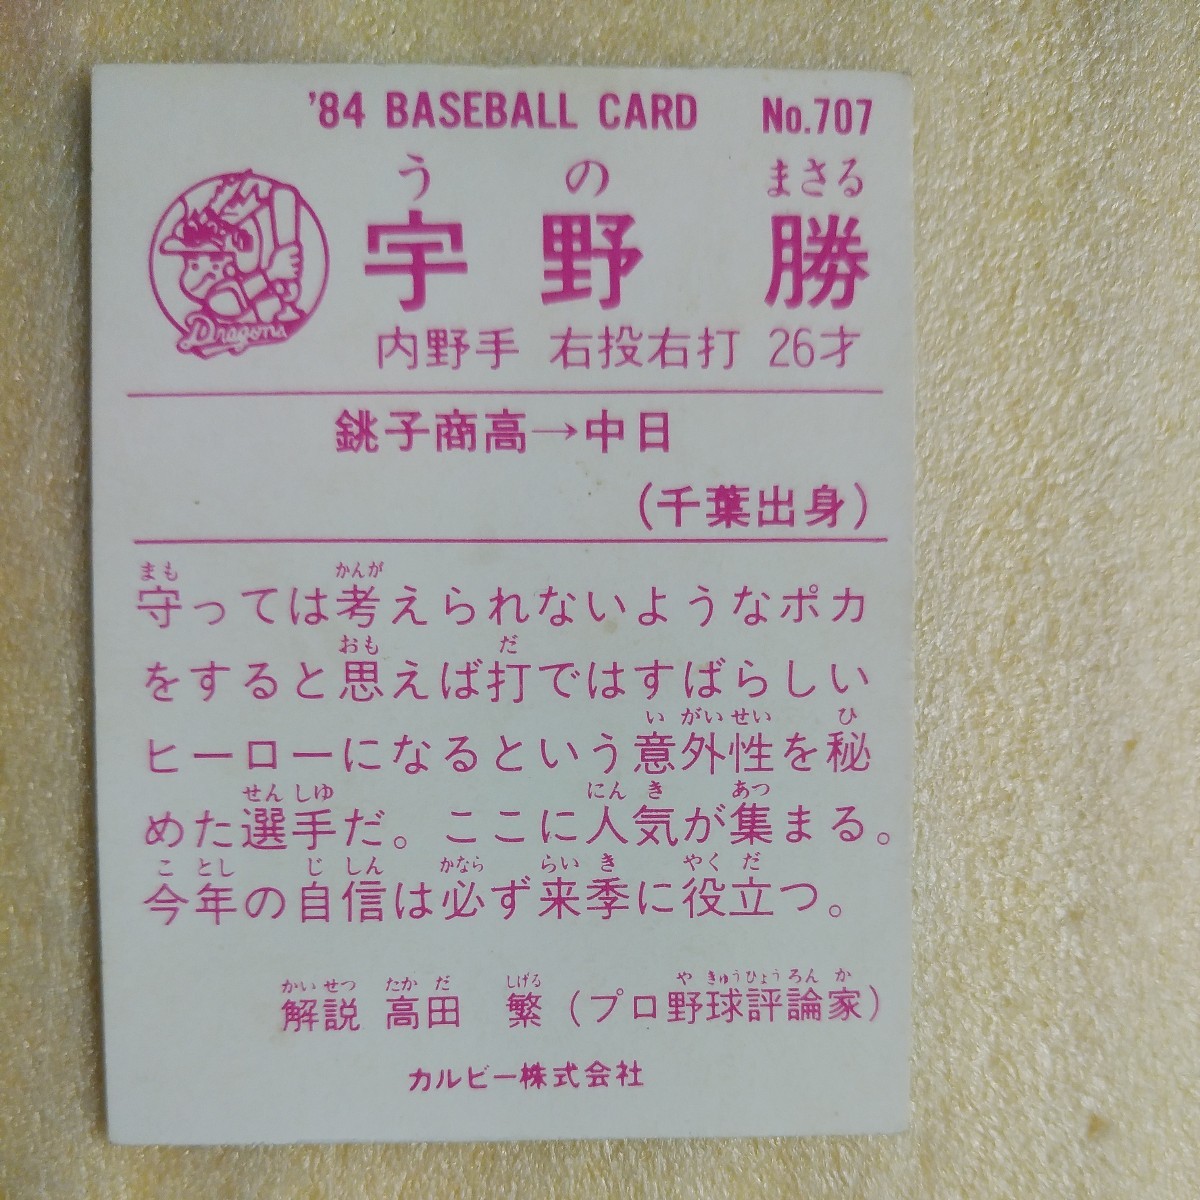 '84 BASEBALL CARD No.707
う の まさる
宇野 勝
Dragons
内野手 右投右打 26才
銚子商高→中日
(千葉出身)
まも かんが
守っては考えられないようなポカ
おも だ
をすると思えば打ではすばらしい
い がい せい ひ
ヒーローになるという意外性を秘
せん しゆ にん き あつ
めた選手だ。ここに人気が集まる。
こ とし じ しん かなら らい き やく だ
今年の自信は必ず来季に役立つ。
かい せつ たか だ しげる や きゅう ひょう ろん か
解説 高田 繁(プロ野球評論家)
カルビー株式会社